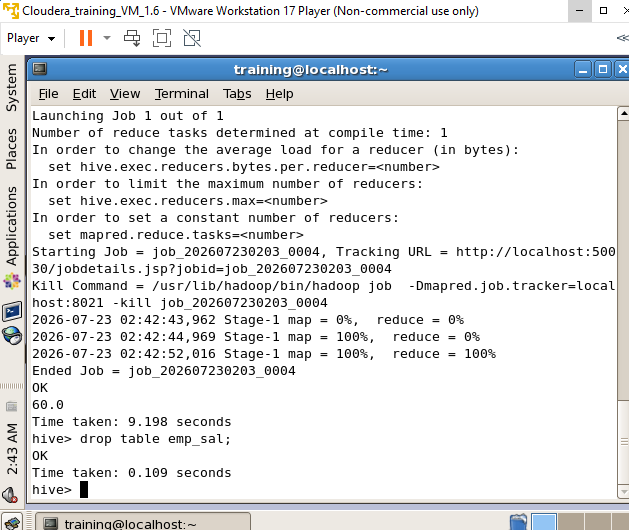 Cloudera_training_VM_1.6 - VMware Workstation 17 Player (Non-commercial use only)
Player
training@localhost:~
File Edit View Terminal Tabs Help
Launching Job 1 out of 1
Number of reduce tasks determined at compile time: 1
In order to change the average load for a reducer (in bytes):
  set hive.exec.reducers.bytes.per.reducer=<number>
In order to limit the maximum number of reducers:
  set hive.exec.reducers.max=<number>
In order to set a constant number of reducers:
  set mapred.reduce.tasks=<number>
Starting Job = job_202607230203_0004, Tracking URL = http://localhost:500
30/jobdetails.jsp?jobid=job_202607230203_0004
Kill Command = /usr/lib/hadoop/bin/hadoop job  -Dmapred.job.tracker=local
host:8021 -kill job_202607230203_0004
2026-07-23 02:42:43,962 Stage-1 map = 0%,  reduce = 0%
2026-07-23 02:42:44,969 Stage-1 map = 100%,  reduce = 0%
2026-07-23 02:42:52,016 Stage-1 map = 100%,  reduce = 100%
Ended Job = job_202607230203_0004
OK
60.0
Time taken: 9.198 seconds
hive> drop table emp_sal;
OK
Time taken: 0.109 seconds
hive>
System
Places
Applications
2:43 AM
training@localhost:~